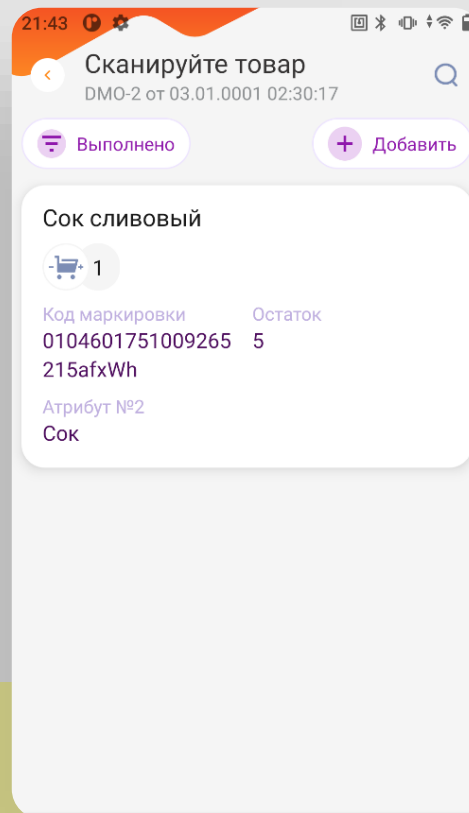 21:43
Сканируйте товар
DMO-2 от 03.01.0001 02:30:17
Выполнено
Добавить
Сок сливовый
1
Код маркировки Остаток
0104601751009265 5
215afxWh
Атрибут №2
Сок